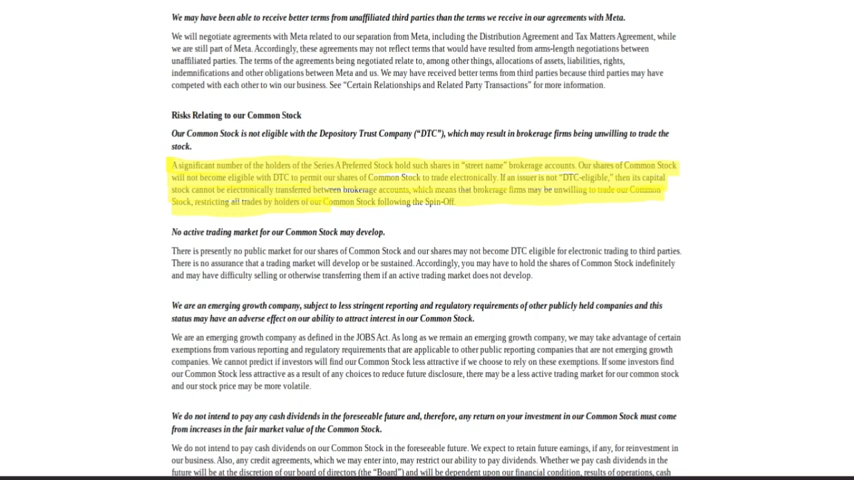 We may have been able to receive better terms from unaffiliated third parties than the terms we receive in our agreements with Meta.
We will negotiate agreements with Meta related to our separation from Meta, including the Distribution Agreement and Tax Matters Agreement, while
we are still part of Meta. Accordingly, these agreements may not reflect terms that would have resulted from arms-length negotiations between
unaffiliated parties. The terms of the agreements being negotiated relate to, among other things, allocations of assets, liabilities, rights,
indemnifications and other obligations between Meta and us. We may have received better terms from third parties because third parties may have
competed with each other to win our business. See “Certain Relationships and Related Party Transactions” for more information.
Risks Relating to our Common Stock
Our Common Stock is not eligible with the Depository Trust Company (“DTC”), which may result in brokerage firms being unwilling to trade the
stock.
A significant number of the holders of the Series A Preferred Stock hold such shares in “street name” brokerage accounts. Our shares of Common Stock
will not become eligible with DTC to permit our shares of Common Stock to trade electronically. If an issuer is not “DTC-eligible,” then its capital
stock cannot be electronically transferred between brokerage accounts, which means that brokerage firms may be unwilling to trade our Common
Stock, restricting all trades by holders of our Common Stock following the Spin-Off.
No active trading market for our Common Stock may develop.
There is presently no public market for our shares of Common Stock and our shares may not become DTC eligible for electronic trading to third parties.
There is no assurance that a trading market will develop or be sustained. Accordingly, you may have to hold the shares of Common Stock indefinitely
and may have difficulty selling or otherwise transferring them if an active trading market does not develop.
We are an emerging growth company, subject to less stringent reporting and regulatory requirements of other publicly held companies and this
status may have an adverse effect on our ability to attract interest in our Common Stock.
We are an emerging growth company as defined in the JOBS Act. As long as we remain an emerging growth company, we may take advantage of certain
exemptions from various reporting and regulatory requirements that are applicable to other public reporting companies that are not emerging growth
companies. We cannot predict if investors will find our Common Stock less attractive if we choose to rely on these exemptions. If some investors find
our Common Stock less attractive as a result of any choices to reduce future disclosure, there may be a less active trading market for our common stock
and our stock price may be more volatile.
We do not intend to pay any cash dividends in the foreseeable future and, therefore, any return on your investment in our Common Stock must come
from increases in the fair market value of the Common Stock.
We do not intend to pay cash dividends on our Common Stock in the foreseeable future. We expect to retain future earnings, if any, for reinvestment in
our business. Also, any credit agreements, which we may enter into, may restrict our ability to pay dividends. Whether we pay cash dividends in the
future will be at the discretion of our board of directors (the “Board”) and will be dependent upon our financial condition, results of operations, cash